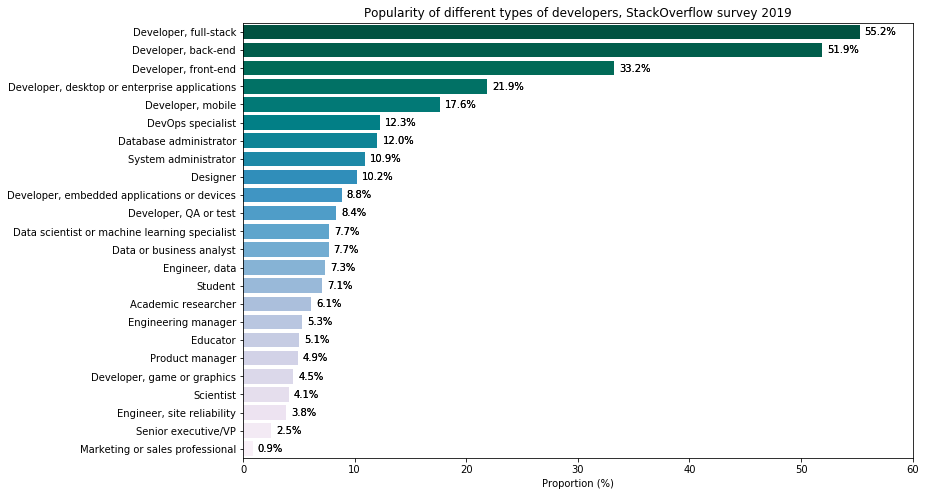 Popularity of different types of developers, StackOverflow survey 2019
Developer, full-stack 55.2%
Developer, back-end 51.9%
Developer, front-end 33.2%
Developer, desktop or enterprise applications 21.9%
Developer, mobile 17.6%
DevOps specialist 12.3%
Database administrator 12.0%
System administrator 10.9%
Designer 10.2%
Developer, embedded applications or devices 8.8%
Developer, QA or test 8.4%
Data scientist or machine learning specialist 7.7%
Data or business analyst 7.7%
Engineer, data 7.3%
Student 7.1%
Academic researcher 6.1%
Engineering manager 5.3%
Educator 5.1%
Product manager 4.9%
Developer, game or graphics 4.5%
Scientist 4.1%
Engineer, site reliability 3.8%
Senior executive/VP 2.5%
Marketing or sales professional 0.9%
0 10 20 30 40 50 60
Proportion (%)